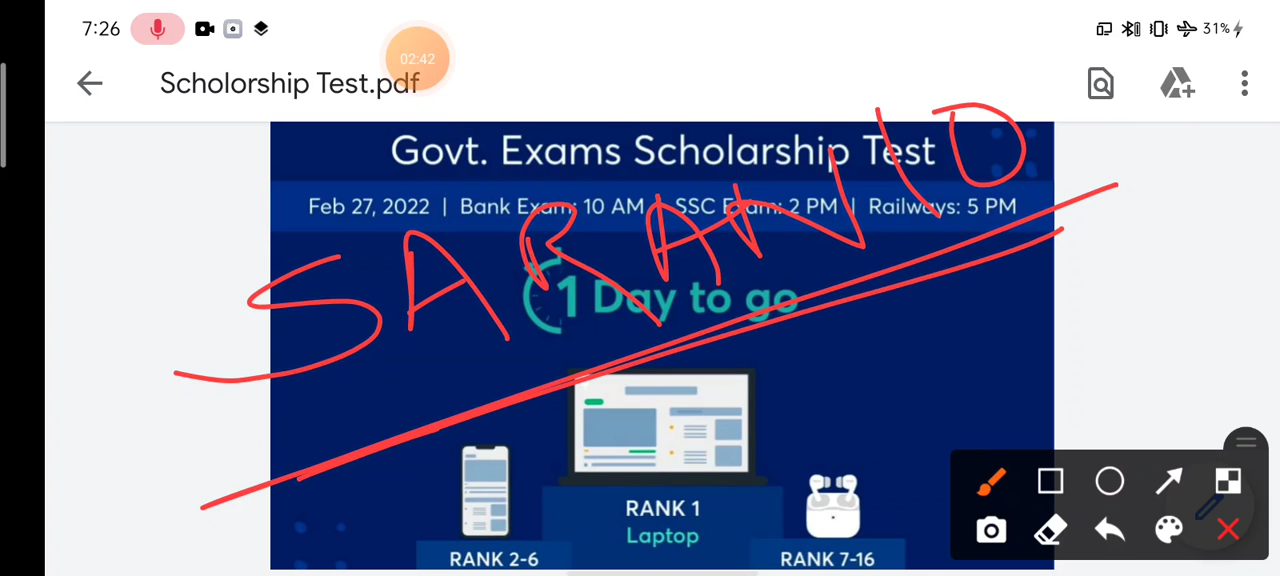 7:26
31%
02:42
Scholorship Test.pdf
Govt. Exams Scholarship Test
Feb 27, 2022 | Bank Exam: 10 AM | SSC Exam: 2 PM | Railways: 5 PM
SARANID
1 Day to go
RANK 1
Laptop
RANK 2-6
RANK 7-16